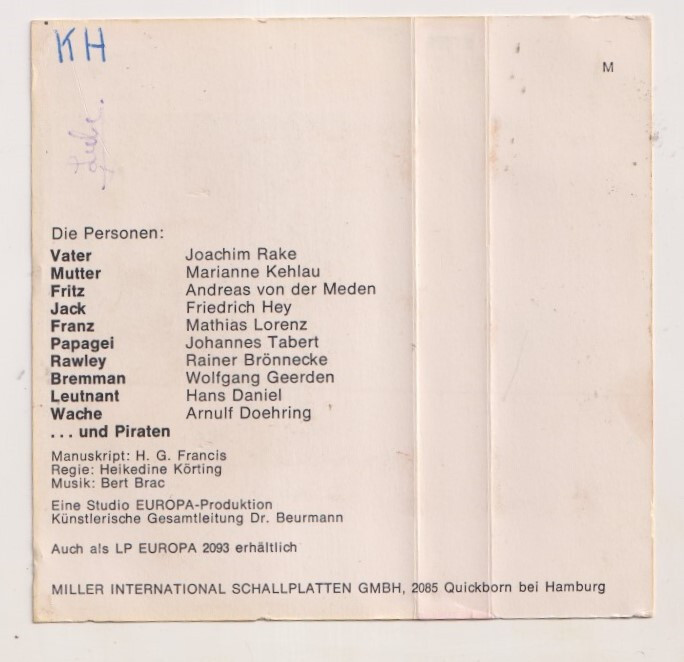 KH
M
Die Personen:
Vater Joachim Rake
Mutter Marianne Kehlau
Fritz Andreas von der Meden
Jack Friedrich Hey
Franz Mathias Lorenz
Papagei Johannes Tabert
Rawley Rainer Brönnecke
Bremman Wolfgang Geerden
Leutnant Hans Daniel
Wache Arnulf Doehring
... und Piraten
Manuskript: H. G. Francis
Regie: Heikedine Körting
Musik: Bert Brac
Eine Studio EUROPA-Produktion
Künstlerische Gesamtleitung Dr. Beurmann
Auch als LP EUROPA 2093 erhältlich
MILLER INTERNATIONAL SCHALLPLATTEN GMBH, 2085 Quickborn bei Hamburg